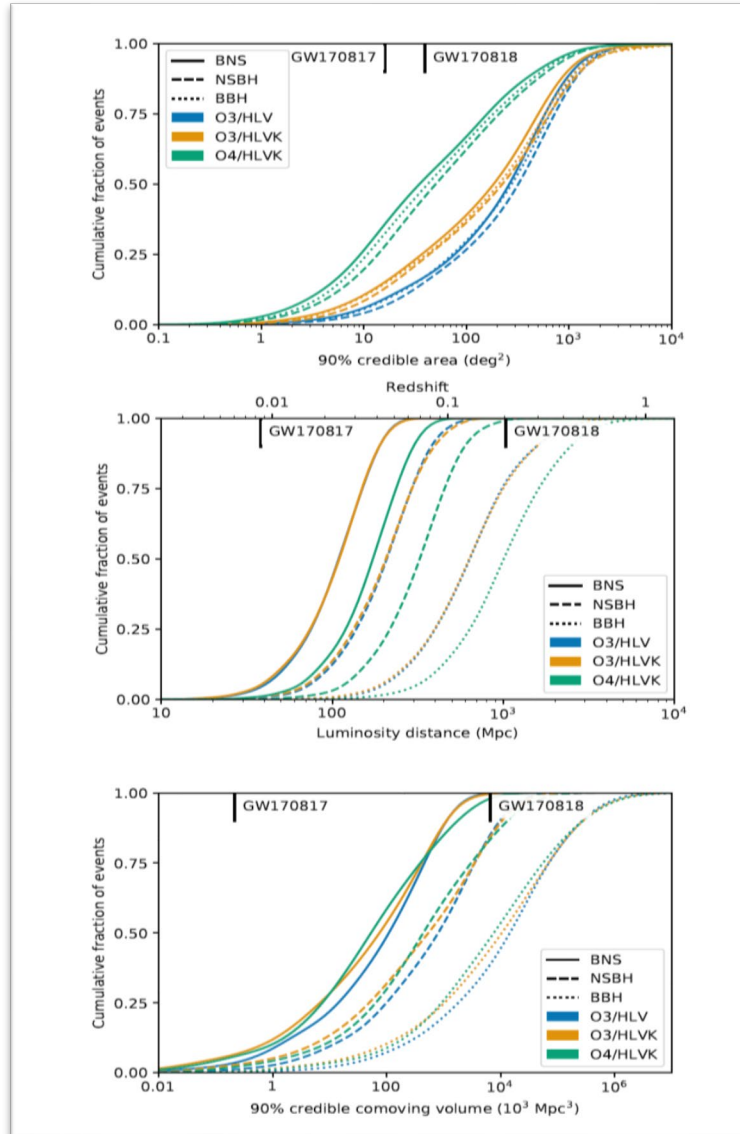 1.00
0.75
0.50
0.25
0.00
Cumulative fraction of events
BNS
NSBH
BBH
O3/HLV
O3/HLVK
O4/HLVK
GW170817
GW170818
0.1 1 10 100 10³ 10⁴
90% credible area (deg²)
Redshift
0.01 0.1 1
1.00
0.75
0.50
0.25
0.00
Cumulative fraction of events
GW170817
GW170818
BNS
NSBH
BBH
O3/HLV
O3/HLVK
O4/HLVK
10 100 10³ 10⁴
Luminosity distance (Mpc)
1.00
0.75
0.50
0.25
0.00
Cumulative fraction of events
GW170817
GW170818
BNS
NSBH
BBH
O3/HLV
O3/HLVK
O4/HLVK
0.01 1 100 10⁴ 10⁶
90% credible comoving volume (10³ Mpc³)